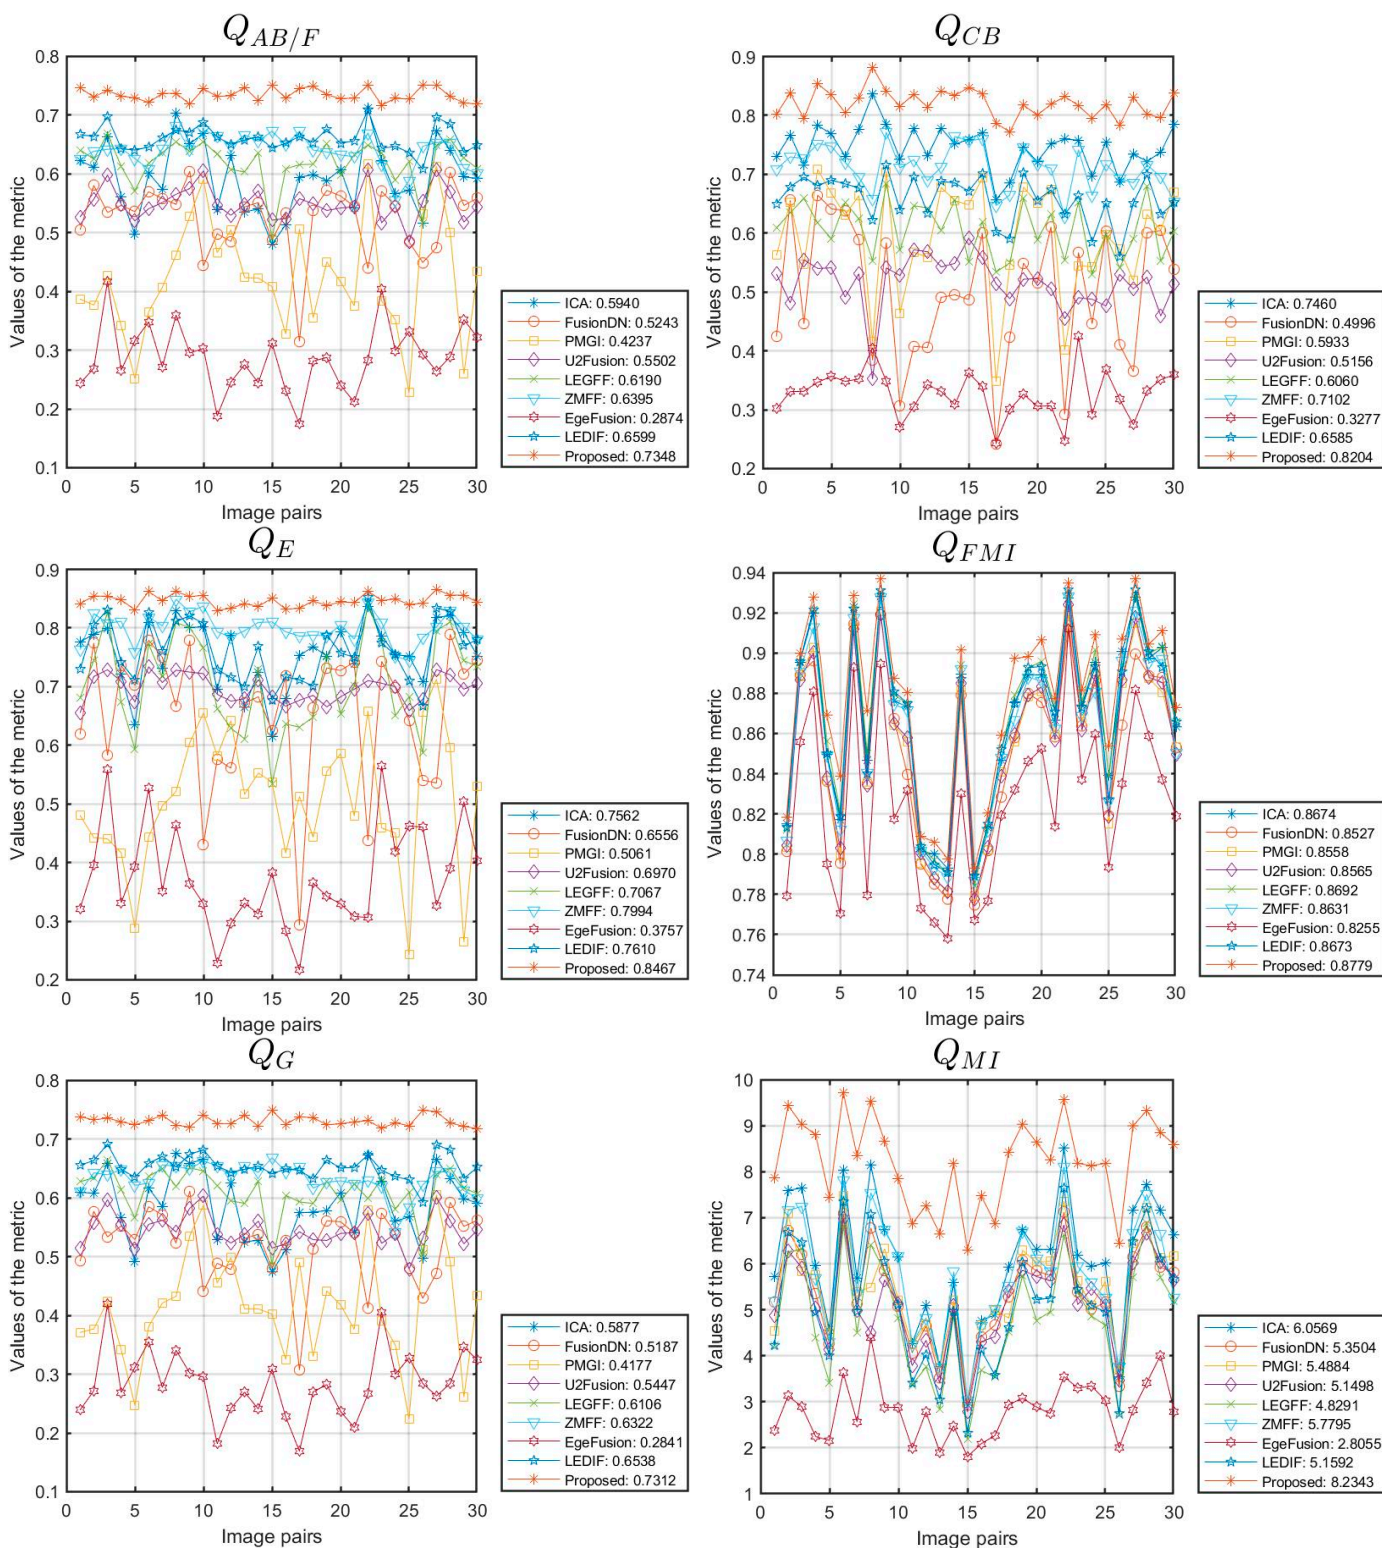 Q_{AB/F}
Values of the metric
0.8
0.7
0.6
0.5
0.4
0.3
0.2
0.1
0 5 10 15 20 25 30
Image pairs
ICA: 0.5940
FusionDN: 0.5243
PMGI: 0.4237
U2Fusion: 0.5502
LEGFF: 0.6190
ZMFF: 0.6395
EgeFusion: 0.2874
LEDIF: 0.6599
Proposed: 0.7348
Q_{CB}
Values of the metric
0.9
0.8
0.7
0.6
0.5
0.4
0.3
0.2
0 5 10 15 20 25 30
Image pairs
ICA: 0.7460
FusionDN: 0.4996
PMGI: 0.5933
U2Fusion: 0.5156
LEGFF: 0.6060
ZMFF: 0.7102
EgeFusion: 0.3277
LEDIF: 0.6585
Proposed: 0.8204
Q_E
Values of the metric
0.9
0.8
0.7
0.6
0.5
0.4
0.3
0.2
0 5 10 15 20 25 30
Image pairs
ICA: 0.7562
FusionDN: 0.6556
PMGI: 0.5061
U2Fusion: 0.6970
LEGFF: 0.7067
ZMFF: 0.7994
EgeFusion: 0.3757
LEDIF: 0.7610
Proposed: 0.8467
Q_{FMI}
Values of the metric
0.94
0.92
0.9
0.88
0.86
0.84
0.82
0.8
0.78
0.76
0.74
0 5 10 15 20 25 30
Image pairs
ICA: 0.8674
FusionDN: 0.8527
PMGI: 0.8558
U2Fusion: 0.8565
LEGFF: 0.8692
ZMFF: 0.8631
EgeFusion: 0.8255
LEDIF: 0.8673
Proposed: 0.8779
Q_G
Values of the metric
0.8
0.7
0.6
0.5
0.4
0.3
0.2
0.1
0 5 10 15 20 25 30
Image pairs
ICA: 0.5877
FusionDN: 0.5187
PMGI: 0.4177
U2Fusion: 0.5447
LEGFF: 0.6106
ZMFF: 0.6322
EgeFusion: 0.2841
LEDIF: 0.6538
Proposed: 0.7312
Q_{MI}
Values of the metric
10
9
8
7
6
5
4
3
2
1
0 5 10 15 20 25 30
Image pairs
ICA: 6.0569
FusionDN: 5.3504
PMGI: 5.4884
U2Fusion: 5.1498
LEGFF: 4.8291
ZMFF: 5.7795
EgeFusion: 2.8055
LEDIF: 5.1592
Proposed: 8.2343